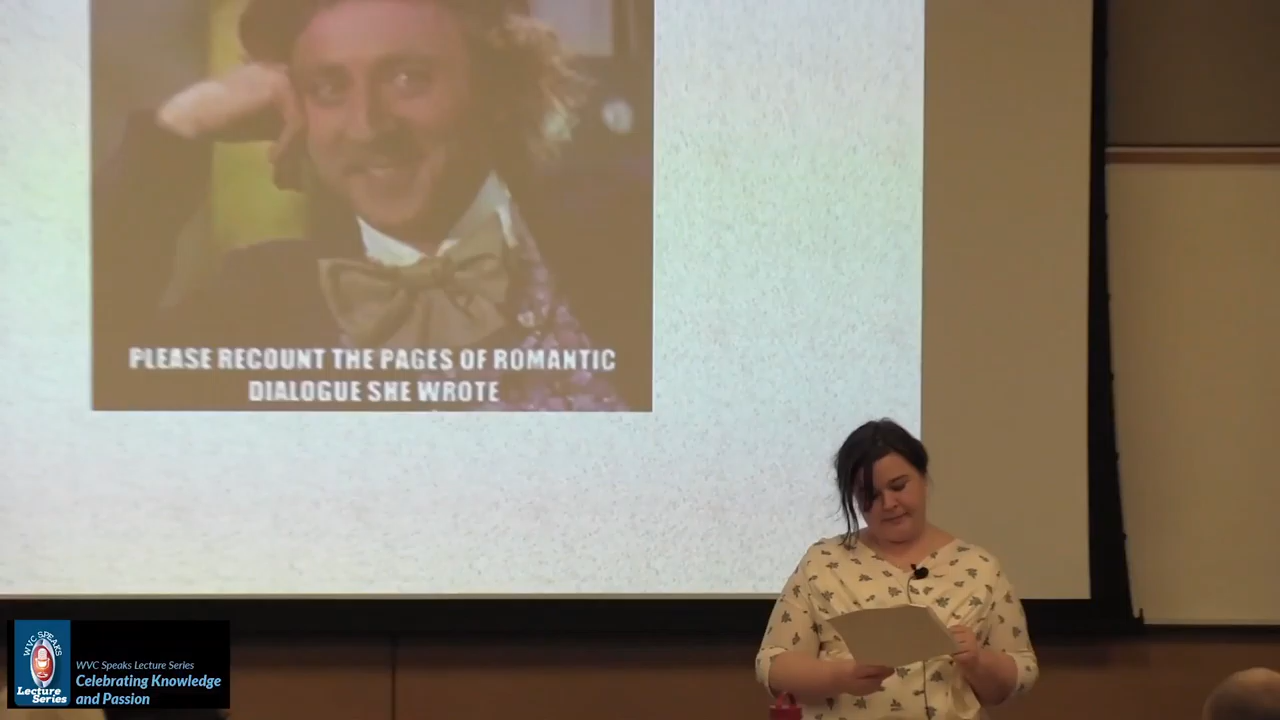 PLEASE RECOUNT THE PAGES OF ROMANTIC
DIALOGUE SHE WROTE
WVC SPEAKS
Lecture
Series
WVC Speaks Lecture Series
Celebrating Knowledge
and Passion